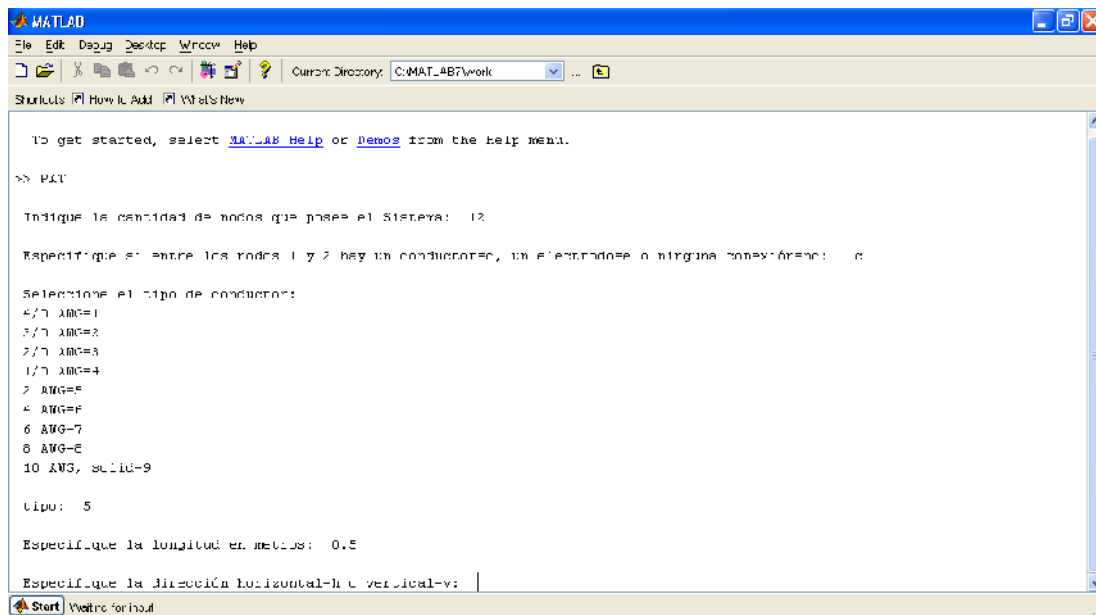 MATLAB
File Edit Debug Desktop Window Help
Current Directory: C:\MATLAB7\work
Shortcuts How to Add What's New
To get started, select MATLAB Help or Demos from the Help menu.
>> PAT
Indique la cantidad de nodos que posee el Sistema: 12
Especifique si entre los nodos 1 y 2 hay un conductor=c, un electrodo=e o ninguna conexión=nc: c
Seleccione el tipo de conductor:
4/0 AWG=1
3/0 AWG=2
2/0 AWG=3
1/0 AWG=4
2 AWG=5
4 AWG=6
6 AWG=7
8 AWG=8
10 AWG, solid=9
tipo: 5
Especifique la longitud en metros: 0.5
Especifique la dirección horizontal=h o vertical=v:
Start Waiting for input